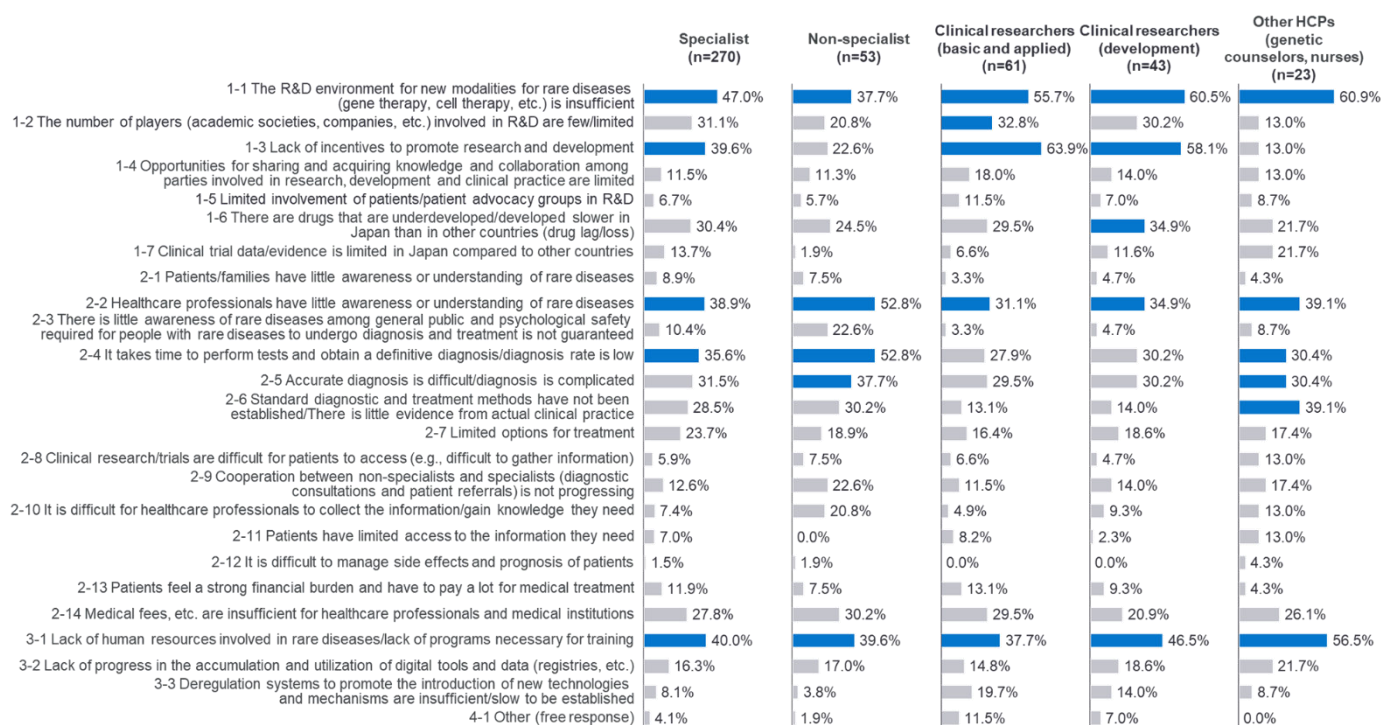 Specialist
(n=270)
Non-specialist
(n=53)
Clinical researchers
(basic and applied)
(n=61)
Clinical researchers
(development)
(n=43)
Other HCPs
(genetic
counselors, nurses)
(n=23)
1-1 The R&D environment for new modalities for rare diseases
(gene therapy, cell therapy, etc.) is insufficient
47.0%
37.7%
55.7%
60.5%
60.9%
1-2 The number of players (academic societies, companies, etc.) involved in R&D are few/limited
31.1%
20.8%
32.8%
30.2%
13.0%
1-3 Lack of incentives to promote research and development
39.6%
22.6%
63.9%
58.1%
13.0%
1-4 Opportunities for sharing and acquiring knowledge and collaboration among
parties involved in research, development and clinical practice are limited
11.5%
11.3%
18.0%
14.0%
13.0%
1-5 Limited involvement of patients/patient advocacy groups in R&D
6.7%
5.7%
11.5%
7.0%
8.7%
1-6 There are drugs that are underdeveloped/developed slower in
Japan than in other countries (drug lag/loss)
30.4%
24.5%
29.5%
34.9%
21.7%
1-7 Clinical trial data/evidence is limited in Japan compared to other countries
13.7%
1.9%
6.6%
11.6%
21.7%
2-1 Patients/families have little awareness or understanding of rare diseases
8.9%
7.5%
3.3%
4.7%
4.3%
2-2 Healthcare professionals have little awareness or understanding of rare diseases
38.9%
52.8%
31.1%
34.9%
39.1%
2-3 There is little awareness of rare diseases among general public and psychological safety
required for people with rare diseases to undergo diagnosis and treatment is not guaranteed
10.4%
22.6%
3.3%
4.7%
8.7%
2-4 It takes time to perform tests and obtain a definitive diagnosis/diagnosis rate is low
35.6%
52.8%
27.9%
30.2%
30.4%
2-5 Accurate diagnosis is difficult/diagnosis is complicated
31.5%
37.7%
29.5%
30.2%
30.4%
2-6 Standard diagnostic and treatment methods have not been
established/There is little evidence from actual clinical practice
28.5%
30.2%
13.1%
14.0%
39.1%
2-7 Limited options for treatment
23.7%
18.9%
16.4%
18.6%
17.4%
2-8 Clinical research/trials are difficult for patients to access (e.g., difficult to gather information)
5.9%
7.5%
6.6%
4.7%
13.0%
2-9 Cooperation between non-specialists and specialists (diagnostic
consultations and patient referrals) is not progressing
12.6%
22.6%
11.5%
14.0%
17.4%
2-10 It is difficult for healthcare professionals to collect the information/gain knowledge they need
7.4%
20.8%
4.9%
9.3%
13.0%
2-11 Patients have limited access to the information they need
7.0%
0.0%
8.2%
2.3%
13.0%
2-12 It is difficult to manage side effects and prognosis of patients
1.5%
1.9%
0.0%
0.0%
4.3%
2-13 Patients feel a strong financial burden and have to pay a lot for medical treatment
11.9%
7.5%
13.1%
9.3%
4.3%
2-14 Medical fees, etc. are insufficient for healthcare professionals and medical institutions
27.8%
30.2%
29.5%
20.9%
26.1%
3-1 Lack of human resources involved in rare diseases/lack of programs necessary for training
40.0%
39.6%
37.7%
46.5%
56.5%
3-2 Lack of progress in the accumulation and utilization of digital tools and data (registries, etc.)
16.3%
17.0%
14.8%
18.6%
21.7%
3-3 Deregulation systems to promote the introduction of new technologies
and mechanisms are insufficient/slow to be established
8.1%
3.8%
19.7%
14.0%
8.7%
4-1 Other (free response)
4.1%
1.9%
11.5%
7.0%
0.0%